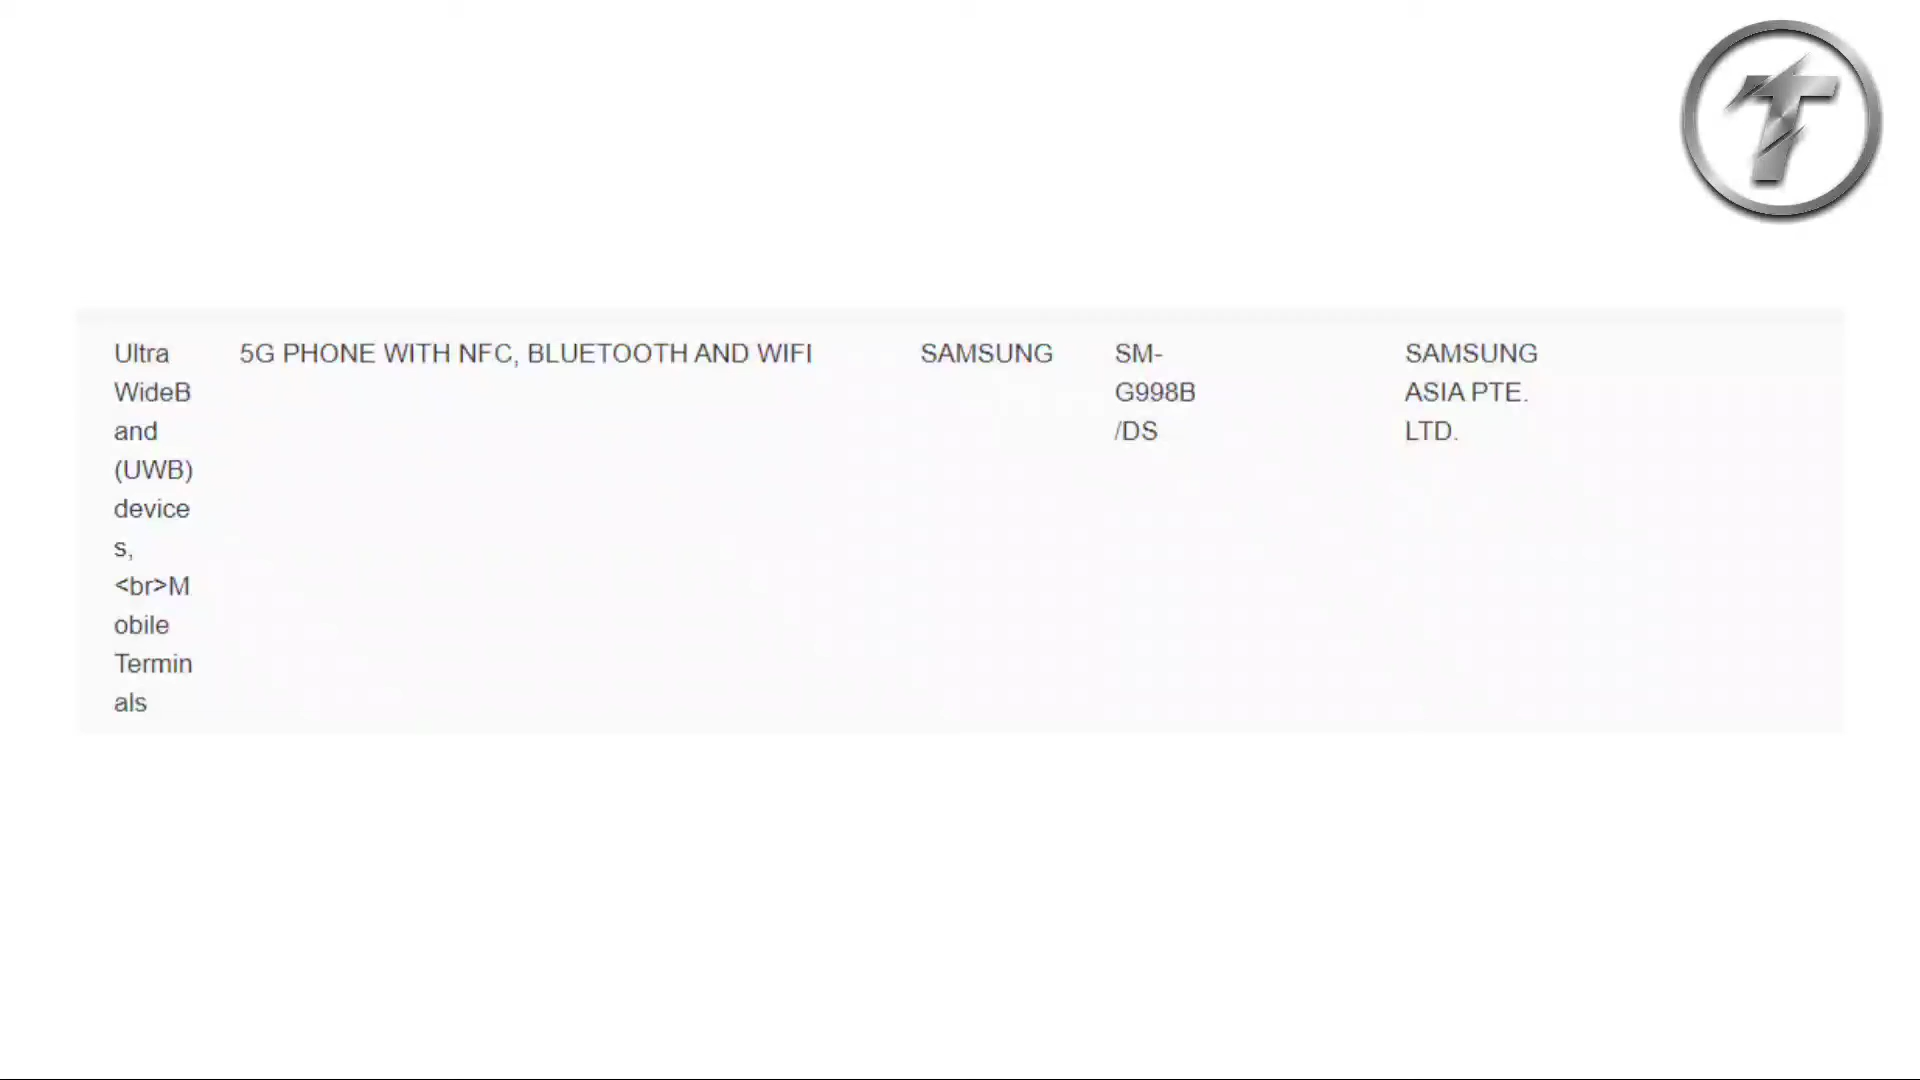 Ultra
WideB
and
(UWB)
device
s,
<br>M
obile
Termin
als
5G PHONE WITH NFC, BLUETOOTH AND WIFI
SAMSUNG
SM-
G998B
/DS
SAMSUNG
ASIA PTE.
LTD.
T